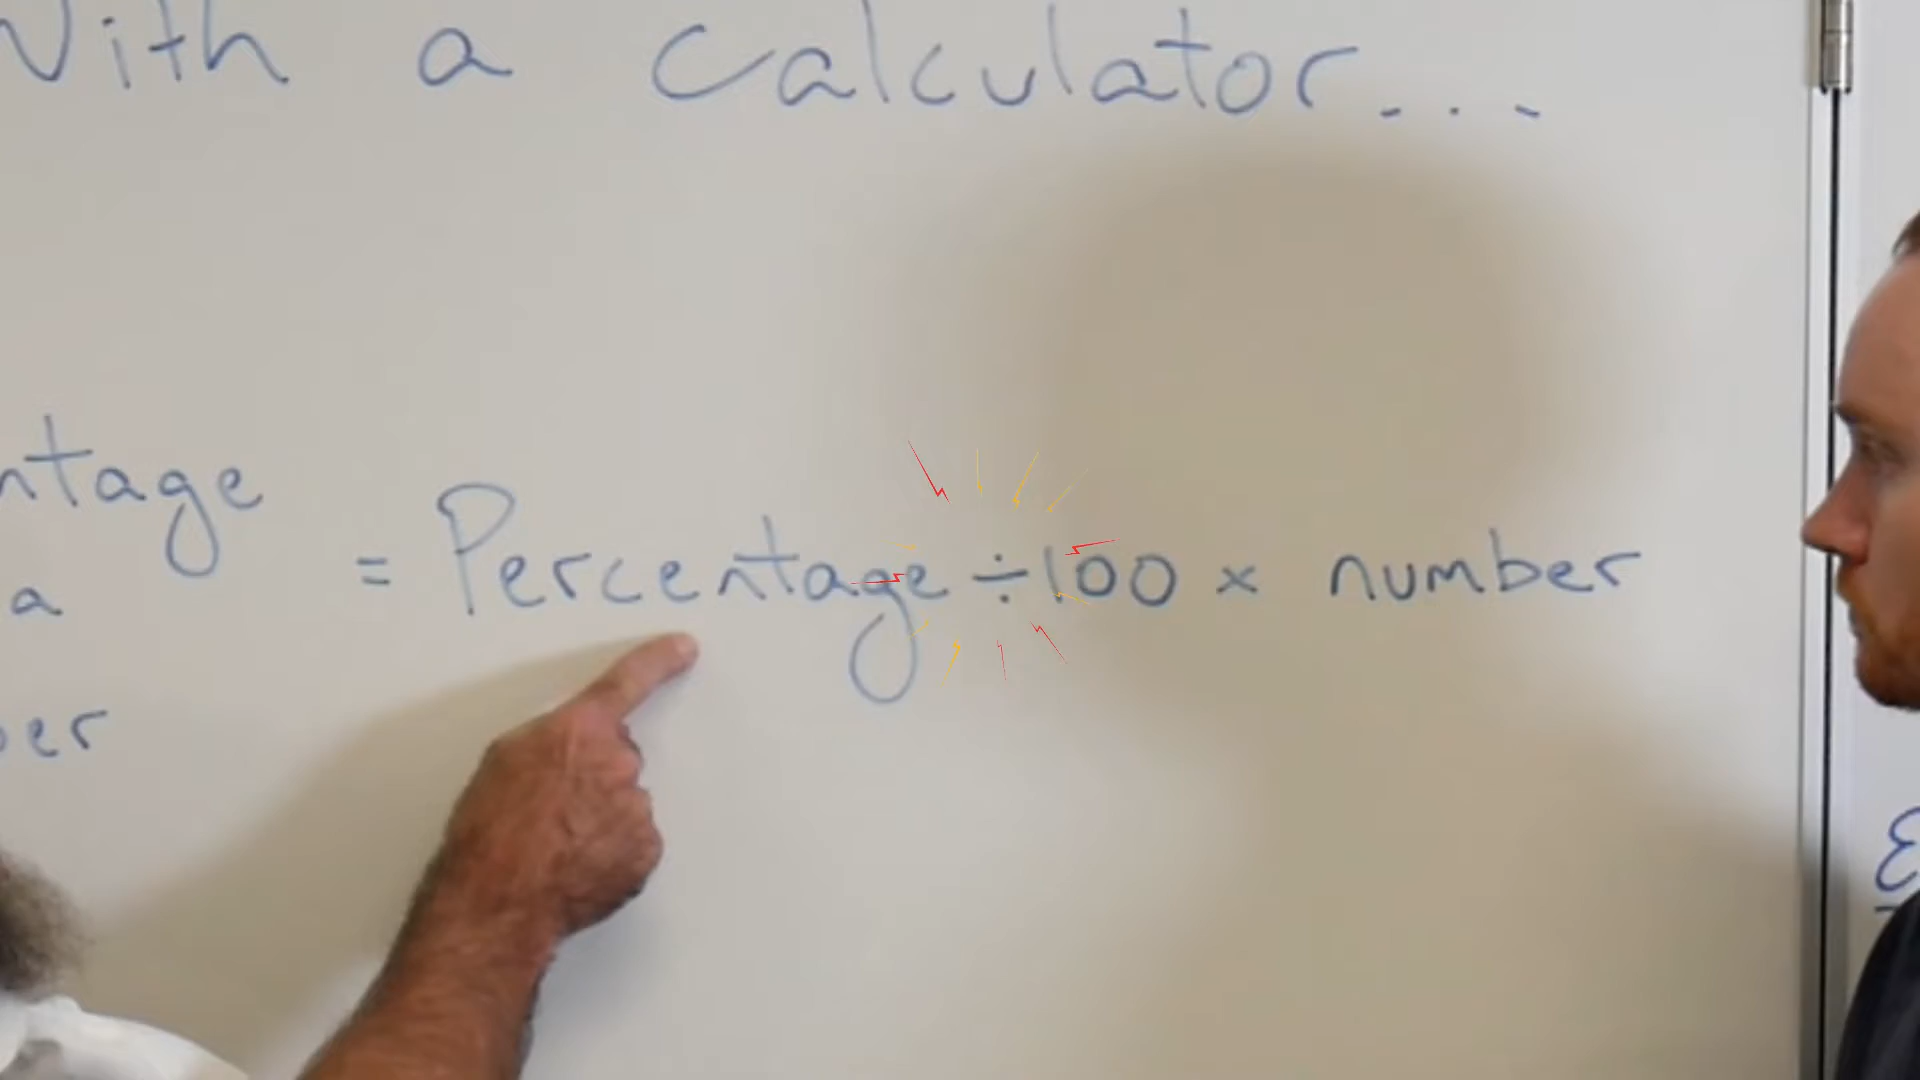 With a calculator...
ntage
= Percentage ÷ 100 x number
a
er
E